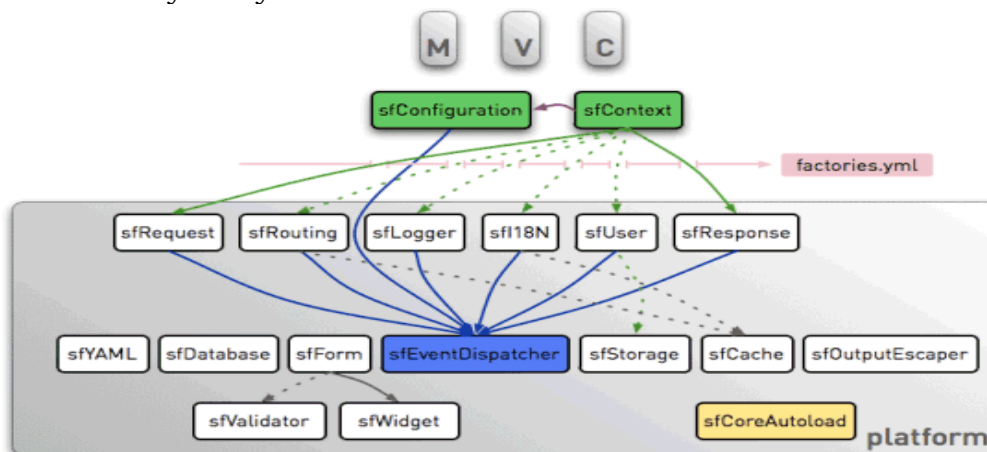 M V C
sfConfiguration sfContext
factories.yml
sfRequest sfRouting sfLogger sfI18N sfUser sfResponse
sfYAML sfDatabase sfForm sfEventDispatcher sfStorage sfCache sfOutputEscaper
sfValidator sfWidget sfCoreAutoload
platform